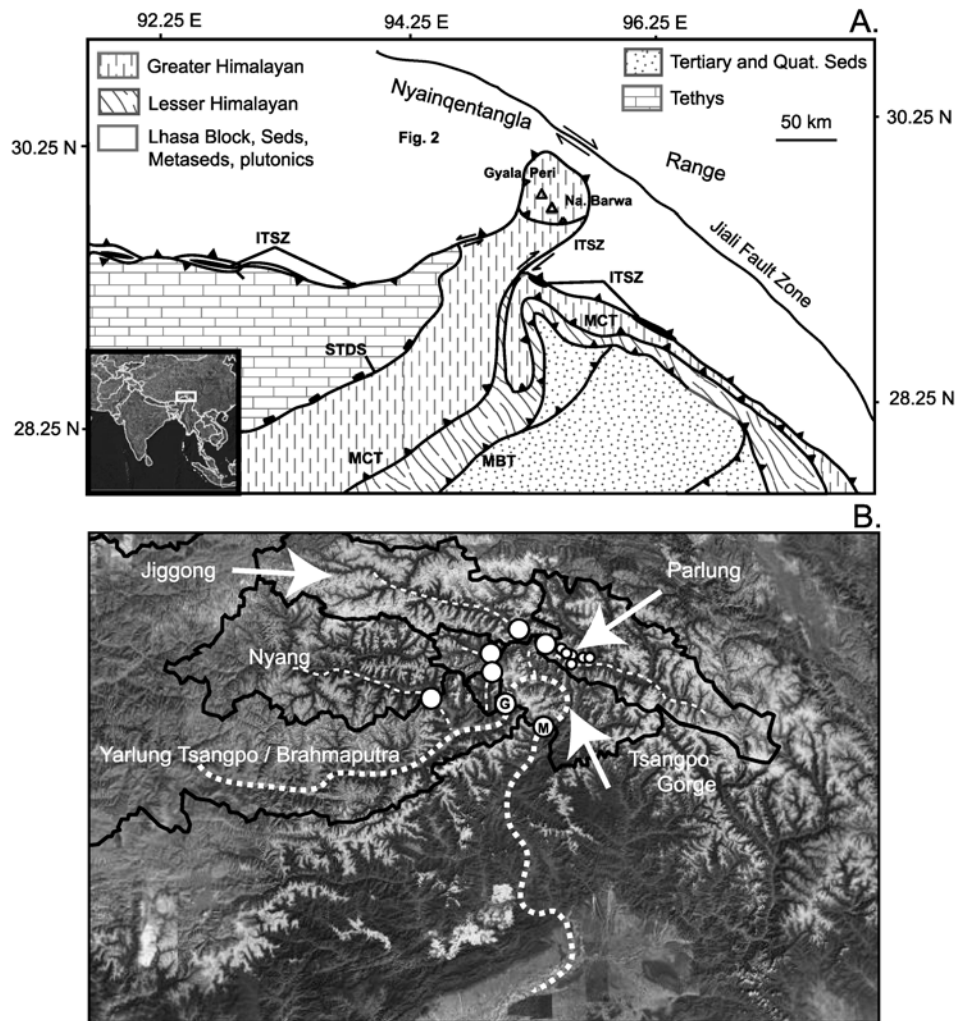 92.25 E
94.25 E
96.25 E
A.
Greater Himalayan
Lesser Himalayan
Lhasa Block, Seds,
Metaseds, plutonics
Tertiary and Quat. Seds
Tethys
50 km
30.25 N
30.25 N
Nyainqentangla
Range
Fig. 2
Gyala Peri
Na. Barwa
Jiali Fault Zone
ITSZ
ITSZ
ITSZ
MCT
STDS
28.25 N
28.25 N
MCT
MBT
B.
Jiggong
Parlung
Nyang
G
M
Yarlung Tsangpo / Brahmaputra
Tsangpo
Gorge